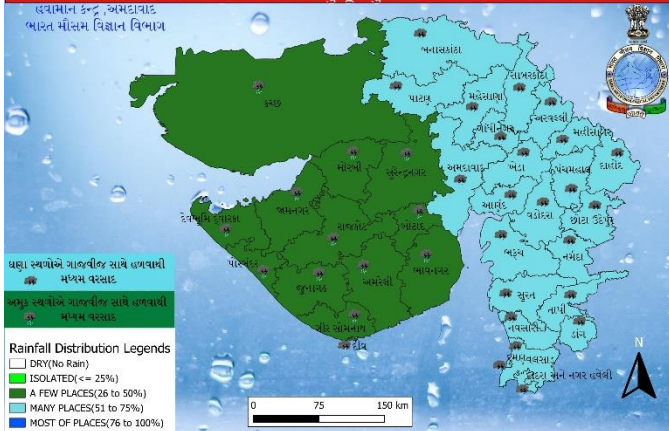 હવામાન કેન્દ્ર ,અમદાવાદ
ભારત મૌસમ વિજ્ઞાન વિભાગ
બનાસકાંઠા
પાટણ
મહેસાણા
સાબરકાંઠા
અરવલ્લી
ગાંધીનગર
મહીસાગર
કચ્છ
મોરબી
સુરેન્દ્રનગર
અમદાવાદ
ખેડા
પંચમહાલ
દાહોદ
આણંદ
વડોદરા
છોટા ઉદેપુર
જામનગર
દેવભૂમિ દ્વારકા
રાજકોટ
બોટાદ
પોરબંદર
જુનાગઢ
અમરેલી
ભાવનગર
ભરૂચ
નર્મદા
ગીર સોમનાથ
દીવ
સુરત
તાપી
નવસારી
ડાંગ
દમણ
વલસાડ
દાદરા અને નગર હવેલી
ઘણા સ્થળોએ ગાજવીજ સાથે હળવાથી
મધ્યમ વરસાદ
અમુક સ્થળોએ ગાજવીજ સાથે હળવાથી
મધ્યમ વરસાદ
Rainfall Distribution Legends
DRY(No Rain)
ISOLATED(<= 25%)
A FEW PLACES(26 to 50%)
MANY PLACES(51 to 75%)
MOST OF PLACES(76 to 100%)
0 75 150 km
N